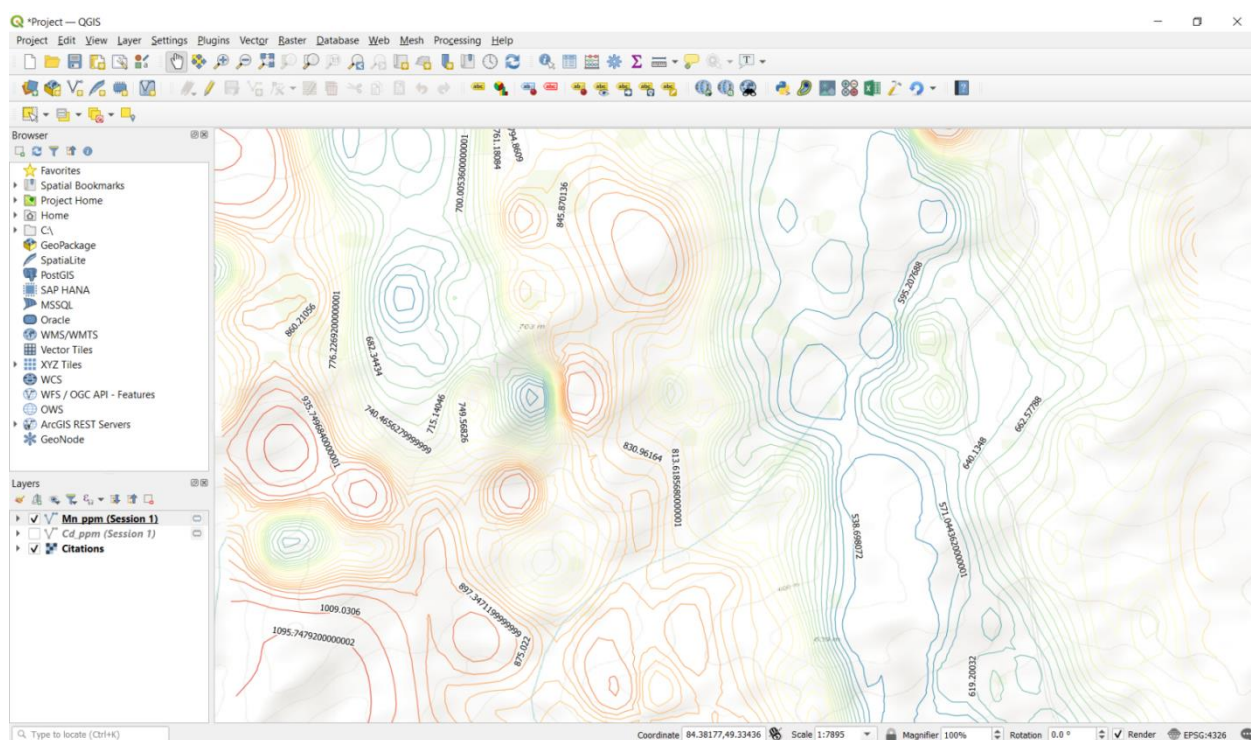 *Project — QGIS
Project Edit View Layer Settings Plugins Vector Raster Database Web Mesh Processing Help
Browser
Favorites
Spatial Bookmarks
Project Home
Home
C:\
GeoPackage
SpatiaLite
PostGIS
SAP HANA
MSSQL
Oracle
WMS/WMTS
Vector Tiles
XYZ Tiles
WCS
WFS / OGC API - Features
OWS
ArcGIS REST Servers
GeoNode
Layers
Mn_ppm (Session 1)
Cd_ppm (Session 1)
Citations
761.18084
794.8609
700.0053600000001
845.870136
595.207688
860.21056
776.2269200000001
682.34434
740.4656279999999
715.14046
749.56826
935.7496840000001
830.96164
813.6185680000001
662.57788
640.1348
538.698072
571.0443620000001
897.3471199999999
875.022
1009.0306
1095.7479200000002
619.20032
Type to locate (Ctrl+K)
Coordinate 84.38177,49.33436 Scale 1:7895 Magnifier 100% Rotation 0.0 ° Render EPSG:4326